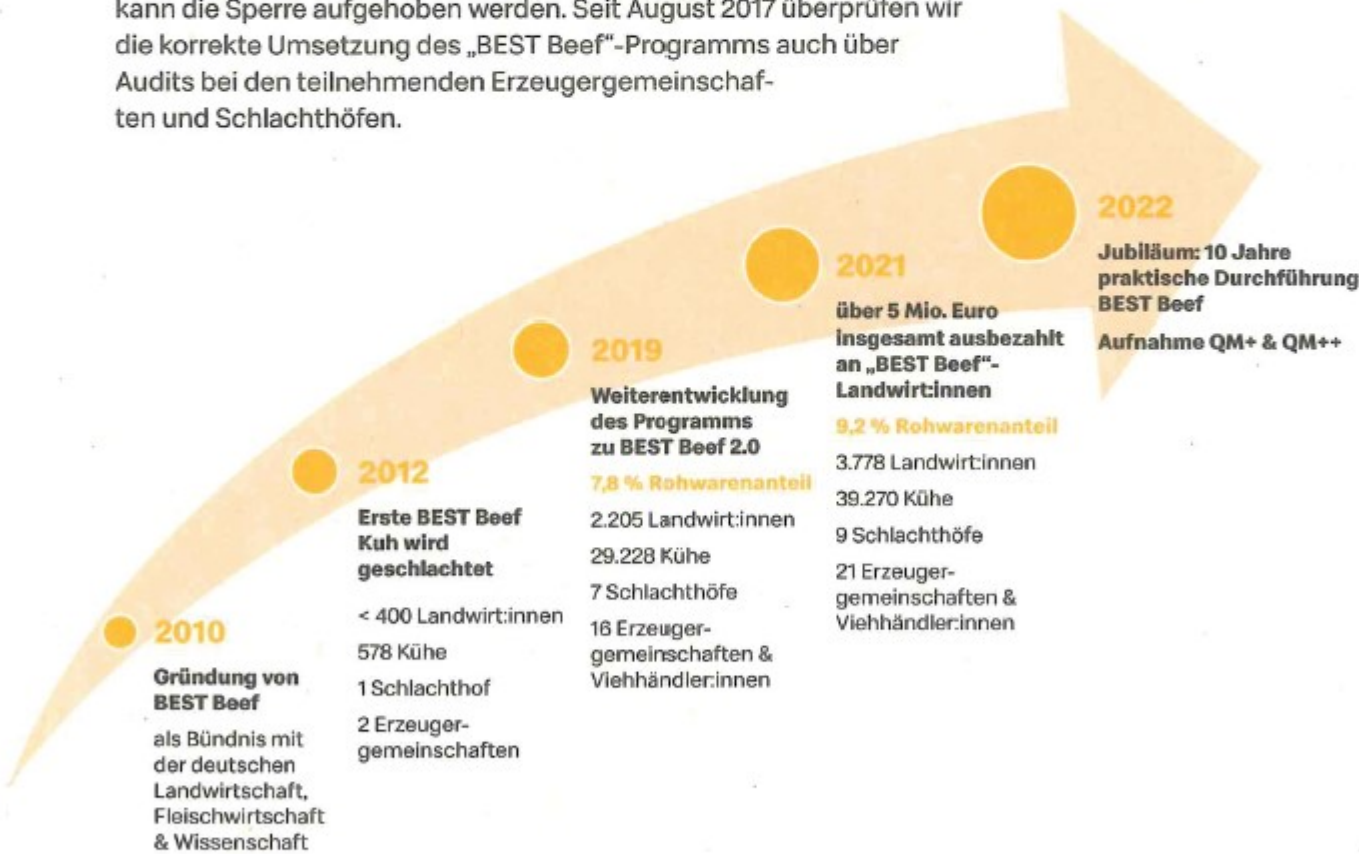 kann die Sperre aufgehoben werden. Seit August 2017 überprüfen wir
die korrekte Umsetzung des „BEST Beef“-Programms auch über
Audits bei den teilnehmenden Erzeugergemeinschaf-
ten und Schlachthöfen.
2010
Gründung von
BEST Beef
als Bündnis mit
der deutschen
Landwirtschaft,
Fleischwirtschaft
& Wissenschaft
2012
Erste BEST Beef
Kuh wird
geschlachtet
< 400 Landwirt:innen
578 Kühe
1 Schlachthof
2 Erzeuger-
gemeinschaften
2019
Weiterentwicklung
des Programms
zu BEST Beef 2.0
7,8 % Rohwarenanteil
2.205 Landwirt:innen
29.228 Kühe
7 Schlachthöfe
16 Erzeuger-
gemeinschaften &
Viehhändler:innen
2021
über 5 Mio. Euro
insgesamt ausbezahlt
an „BEST Beef“-
Landwirt:innen
9,2 % Rohwarenanteil
3.778 Landwirt:innen
39.270 Kühe
9 Schlachthöfe
21 Erzeuger-
gemeinschaften &
Viehhändler:innen
2022
Jubiläum: 10 Jahre
praktische Durchführung
BEST Beef
Aufnahme QM+ & QM++